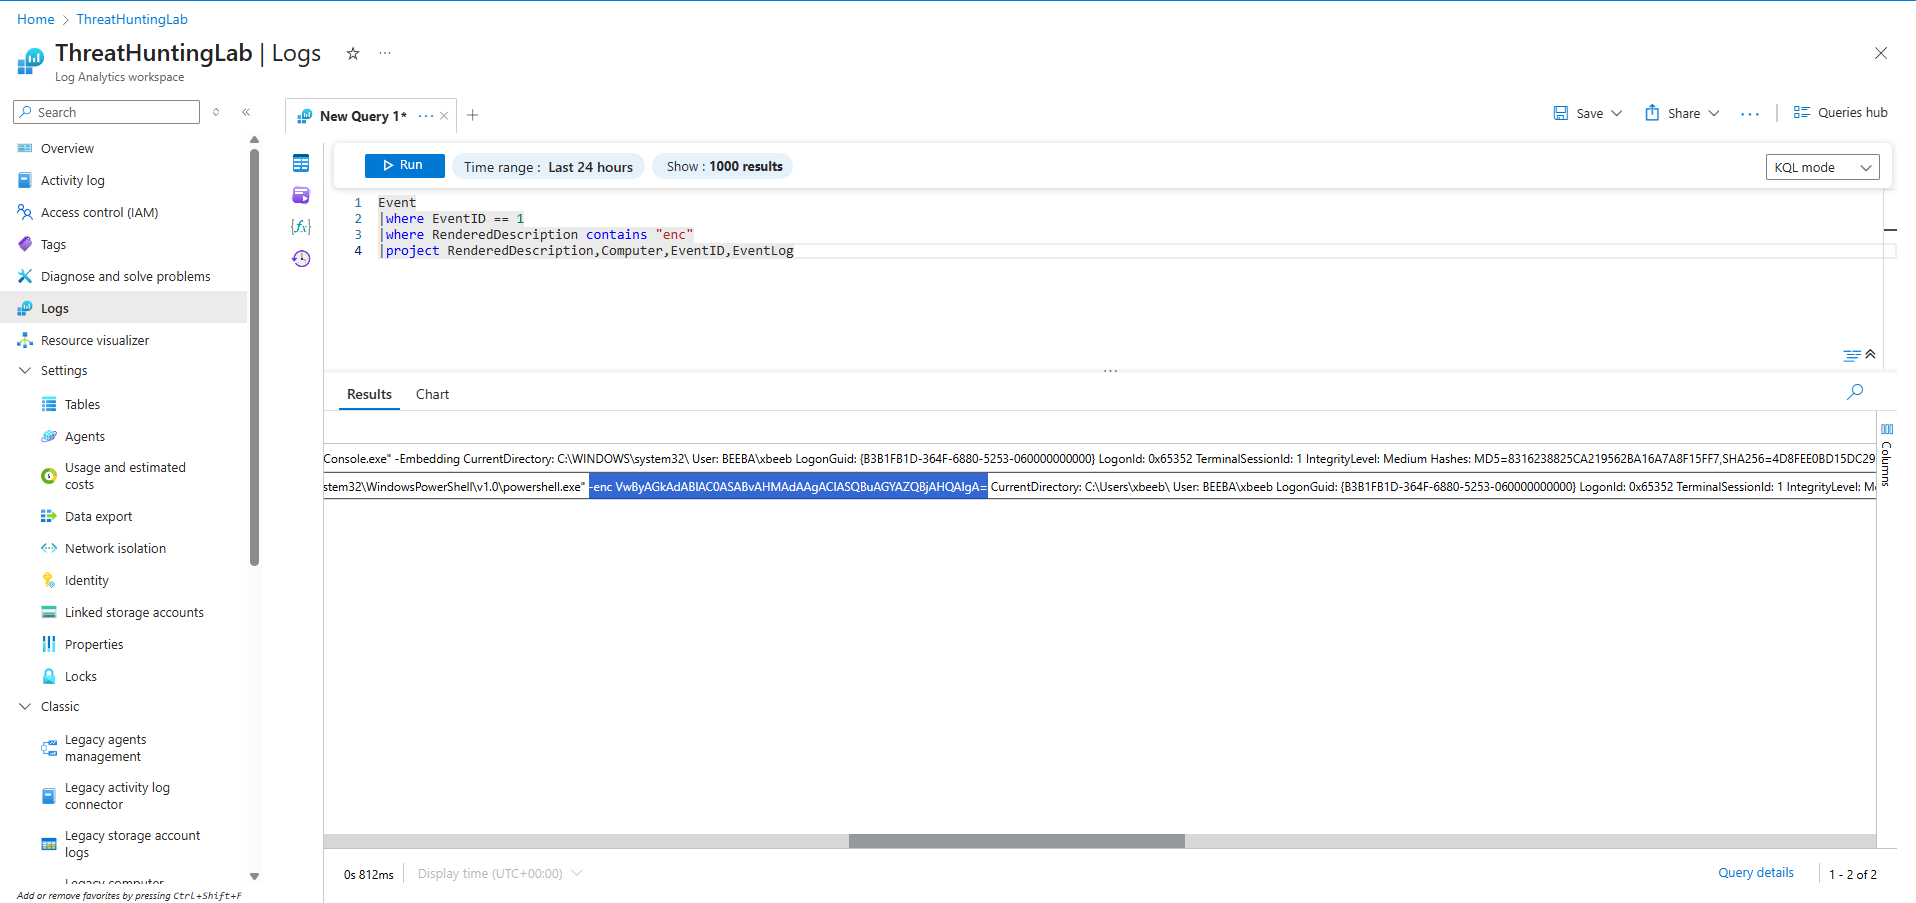 Home > ThreatHuntingLab
ThreatHuntingLab | Logs
Log Analytics workspace
Search
Overview
Activity log
Access control (IAM)
Tags
Diagnose and solve problems
Logs
Resource visualizer
Settings
Tables
Agents
Usage and estimated
costs
Data export
Network isolation
Identity
Linked storage accounts
Properties
Locks
Classic
Legacy agents
management
Legacy activity log
connector
Legacy storage account
logs
Legacy computer
Add or remove favorites by pressing Ctrl+Shift+F
New Query 1*
Save
Share
Queries hub
Run
Time range : Last 24 hours
Show : 1000 results
KQL mode
1 Event
2 |where EventID == 1
3 |where RenderedDescription contains "enc"
4 |project RenderedDescription,Computer,EventID,EventLog
Results
Chart
Console.exe" -Embedding CurrentDirectory: C:\WINDOWS\system32\ User: BEEBA\xbeeb LogonGuid: {B3B1FB1D-364F-6880-5253-060000000000} LogonId: 0x65352 TerminalSessionId: 1 IntegrityLevel: Medium Hashes: MD5=8316238825CA219562BA16A7A8F15FF7,SHA256=4D8FEE0BD15DC29
stem32\WindowsPowerShell\v1.0\powershell.exe" -enc VwByAGkAdABlAC0ASABvAHMAdAAgACIASQBuAGYAZQBjAHQAIgA= CurrentDirectory: C:\Users\xbeeb\ User: BEEBA\xbeeb LogonGuid: {B3B1FB1D-364F-6880-5253-060000000000} LogonId: 0x65352 TerminalSessionId: 1 IntegrityLevel:
Columns
0s 812ms
Display time (UTC+00:00)
Query details
1 - 2 of 2